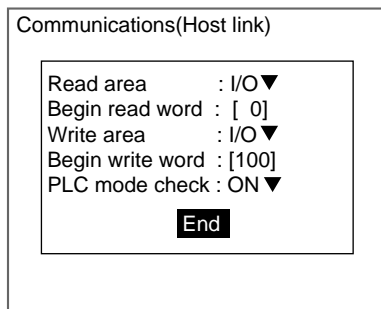 Communications(Host link)
Read area : I/O▼
Begin read word : [ 0]
Write area : I/O▼
Begin write word : [100]
PLC mode check : ON▼
End